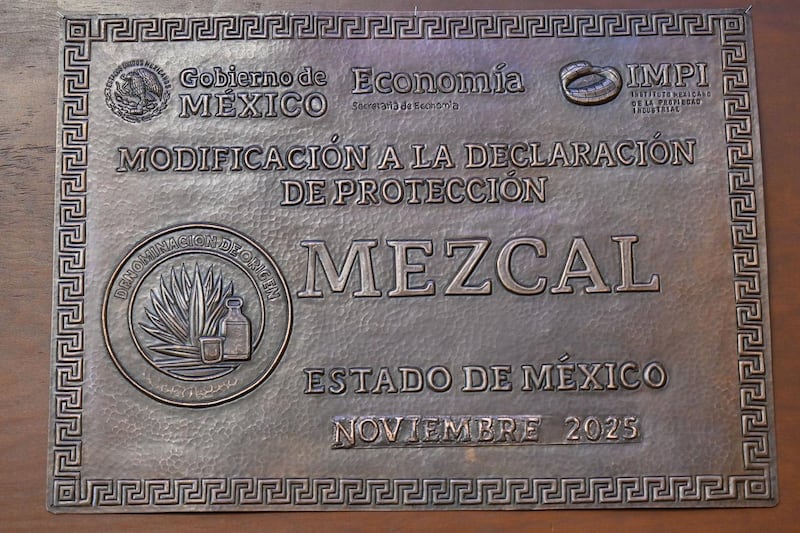 Gobierno de
MÉXICO
Economía
Secretaría de Economía
IMPI
INSTITUTO MEXICANO
DE LA PROPIEDAD
INDUSTRIAL
MODIFICACIÓN A LA DECLARACIÓN
DE PROTECCIÓN
DENOMINACIÓN DE ORIGEN
MEZCAL
ESTADO DE MÉXICO
NOVIEMBRE 2025